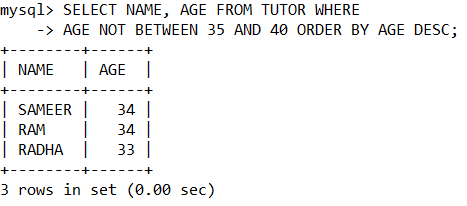 mysql> SELECT NAME, AGE FROM TUTOR WHERE
    -> AGE NOT BETWEEN 35 AND 40 ORDER BY AGE DESC;
+--------+------+
| NAME   | AGE  |
+--------+------+
| SAMEER |   34 |
| RAM    |   34 |
| RADHA  |   33 |
+--------+------+
3 rows in set (0.00 sec)